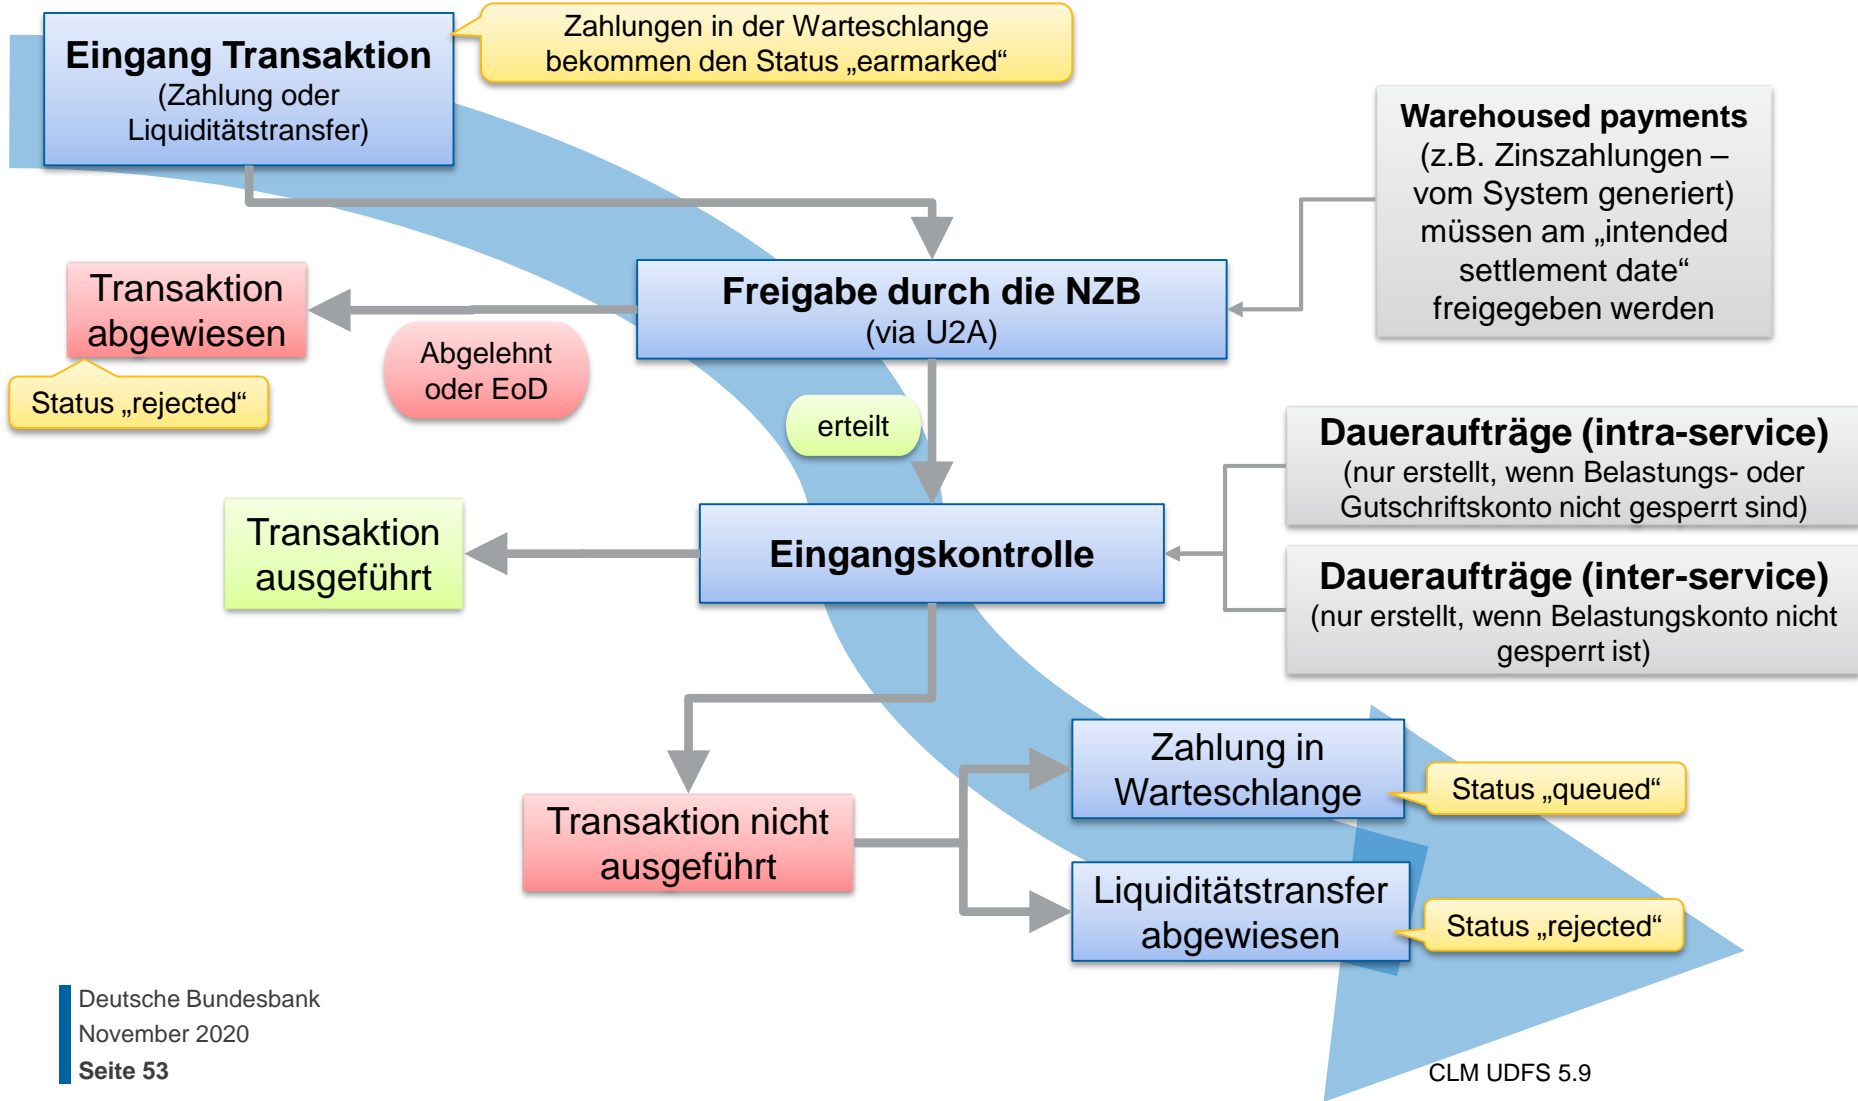 Eingang Transaktion
(Zahlung oder
Liquiditätstransfer)
Zahlungen in der Warteschlange
bekommen den Status „earmarked“
Warehoused payments
(z.B. Zinszahlungen –
vom System generiert)
müssen am „intended
settlement date“
freigegeben werden
Freigabe durch die NZB
(via U2A)
Transaktion
abgewiesen
Abgelehnt
oder EoD
Status „rejected“
erteilt
Daueraufträge (intra-service)
(nur erstellt, wenn Belastungs- oder
Gutschriftskonto nicht gesperrt sind)
Transaktion
ausgeführt
Eingangskontrolle
Daueraufträge (inter-service)
(nur erstellt, wenn Belastungskonto nicht
gesperrt ist)
Zahlung in
Warteschlange
Status „queued“
Transaktion nicht
ausgeführt
Liquiditätstransfer
abgewiesen
Status „rejected“
Deutsche Bundesbank
November 2020
Seite 53
CLM UDFS 5.9